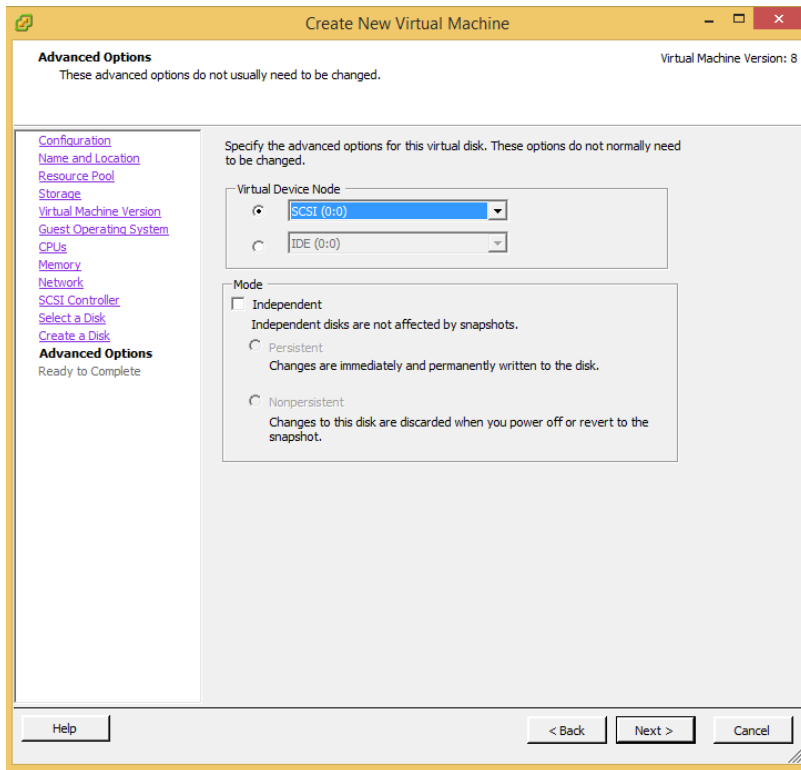 Create New Virtual Machine
Advanced Options
These advanced options do not usually need to be changed.
Virtual Machine Version: 8
Configuration
Name and Location
Resource Pool
Storage
Virtual Machine Version
Guest Operating System
CPUs
Memory
Network
SCSI Controller
Select a Disk
Create a Disk
Advanced Options
Ready to Complete
Specify the advanced options for this virtual disk. These options do not normally need
to be changed.
Virtual Device Node
SCSI (0:0)
IDE (0:0)
Mode
Independent
Independent disks are not affected by snapshots.
Persistent
Changes are immediately and permanently written to the disk.
Nonpersistent
Changes to this disk are discarded when you power off or revert to the
snapshot.
Help
< Back
Next >
Cancel